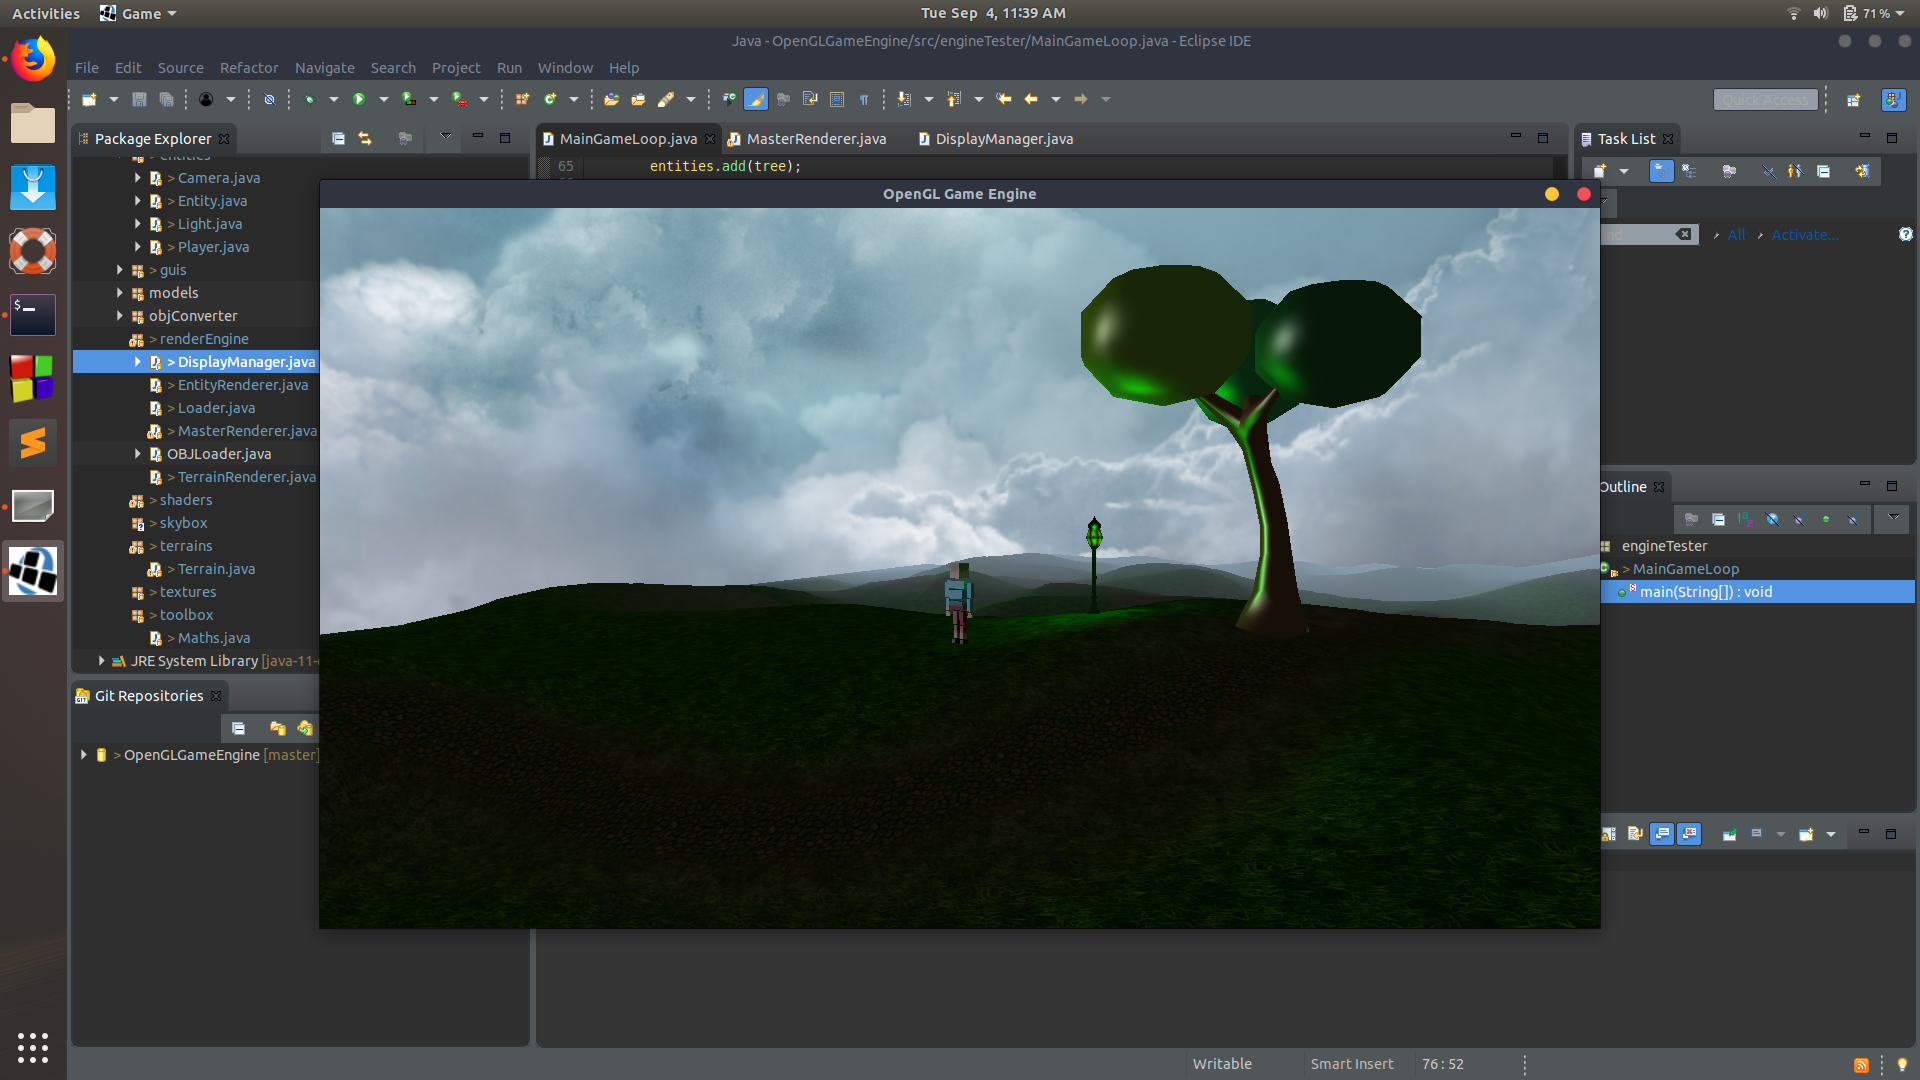 Activities Game Tue Sep 4, 11:39 AM 71 %
Java - OpenGLGameEngine/src/engineTester/MainGameLoop.java - Eclipse IDE
File Edit Source Refactor Navigate Search Project Run Window Help
Quick Access
Package Explorer
MainGameLoop.java MasterRenderer.java DisplayManager.java
Task List
65 entities.add(tree);
> entities
> Camera.java
> Entity.java
> Light.java
> Player.java
> guis
models
objConverter
> renderEngine
> DisplayManager.java
> EntityRenderer.java
> Loader.java
> MasterRenderer.java
OBJLoader.java
> TerrainRenderer.java
> shaders
> skybox
> terrains
> Terrain.java
> textures
> toolbox
> Maths.java
JRE System Library [java-11-
Git Repositories
> OpenGLGameEngine [master]
OpenGL Game Engine
All Activate...
Outline
engineTester
> MainGameLoop
main(String[]) : void
Writable Smart Insert 76 : 52